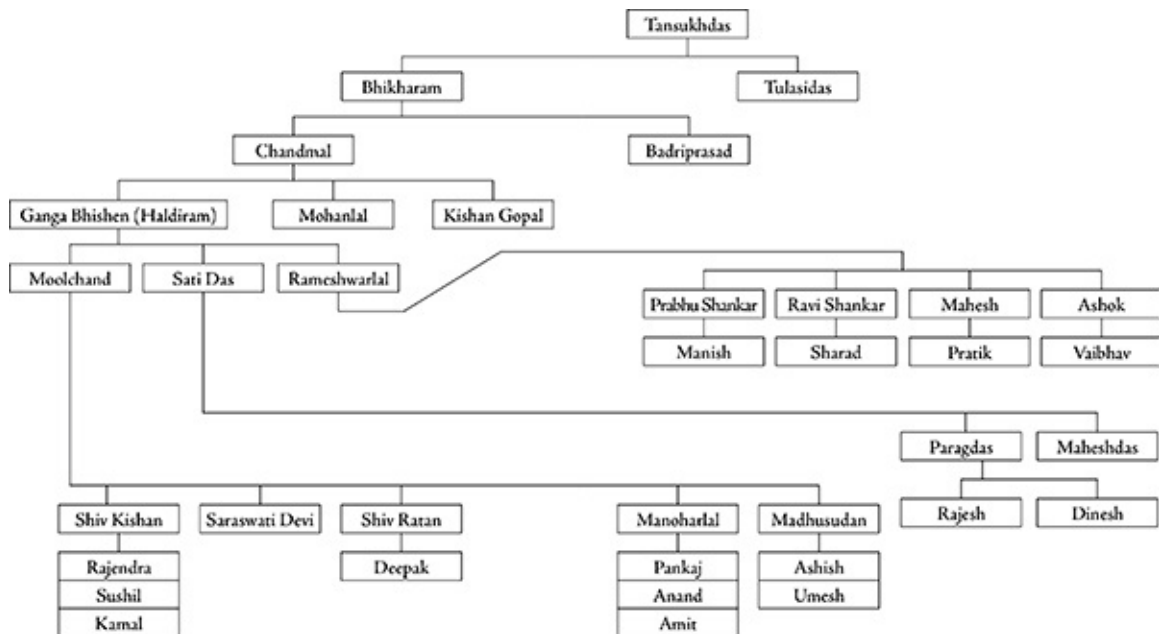 Tansukhdas
Bhikharam
Tulasidas
Chandmal
Badriprasad
Ganga Bhishen (Haldiram)
Mohanlal
Kishan Gopal
Moolchand
Sati Das
Rameshwarlal
Prabhu Shankar
Ravi Shankar
Mahesh
Ashok
Manish
Sharad
Pratik
Vaibhav
Paragdas
Maheshdas
Rajesh
Dinesh
Shiv Kishan
Saraswati Devi
Shiv Ratan
Manoharlal
Madhusudan
Rajendra
Sushil
Kamal
Deepak
Pankaj
Anand
Amit
Ashish
Umesh